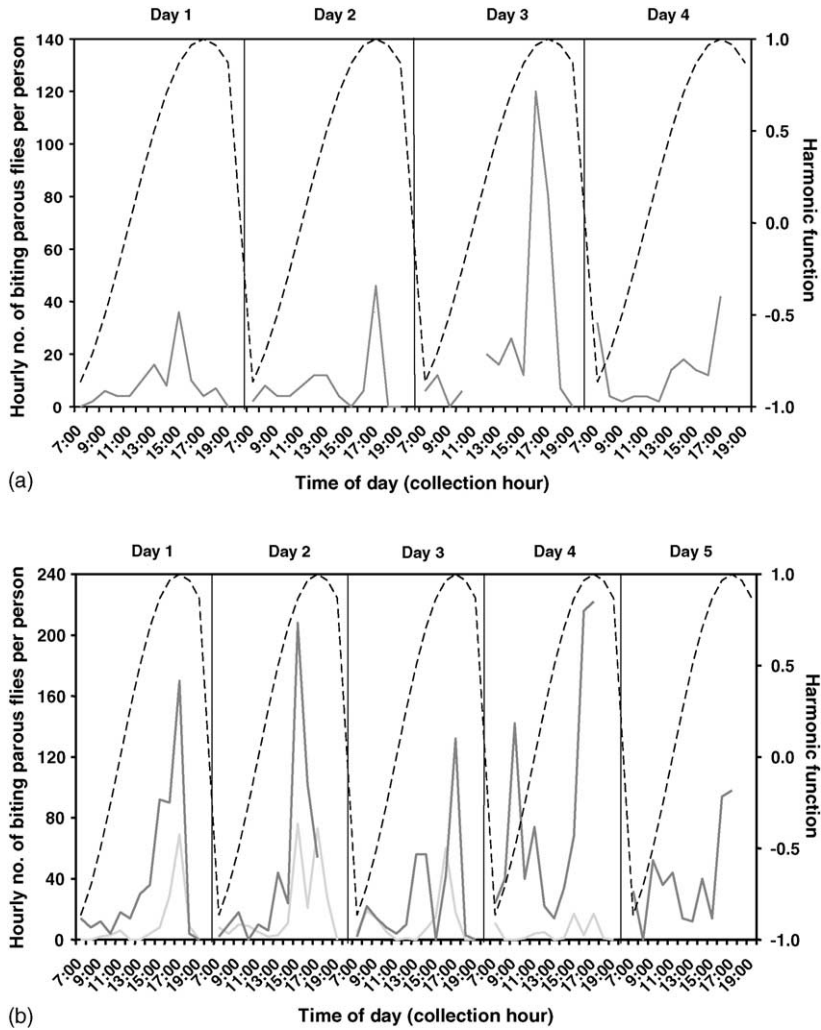 Day 1 Day 2 Day 3 Day 4
Hourly no. of biting parous flies per person
140
120
100
80
60
40
20
0
1.0
0.5
0.0
-0.5
-1.0
Harmonic function
7:00 9:00 11:00 13:00 15:00 17:00 19:00 7:00 9:00 11:00 13:00 15:00 17:00 19:00 7:00 9:00 11:00 13:00 15:00 17:00 19:00 7:00 9:00 11:00 13:00 15:00 17:00 19:00
(a)
Time of day (collection hour)
Day 1 Day 2 Day 3 Day 4 Day 5
Hourly no. of biting parous flies per person
240
200
160
120
80
40
0
1.0
0.5
0.0
-0.5
-1.0
Harmonic function
7:00 9:00 11:00 13:00 15:00 17:00 19:00 7:00 9:00 11:00 13:00 15:00 17:00 19:00 7:00 9:00 11:00 13:00 15:00 17:00 19:00 7:00 9:00 11:00 13:00 15:00 17:00 19:00 7:00 9:00 11:00 13:00 15:00 17:00 19:00
(b)
Time of day (collection hour)